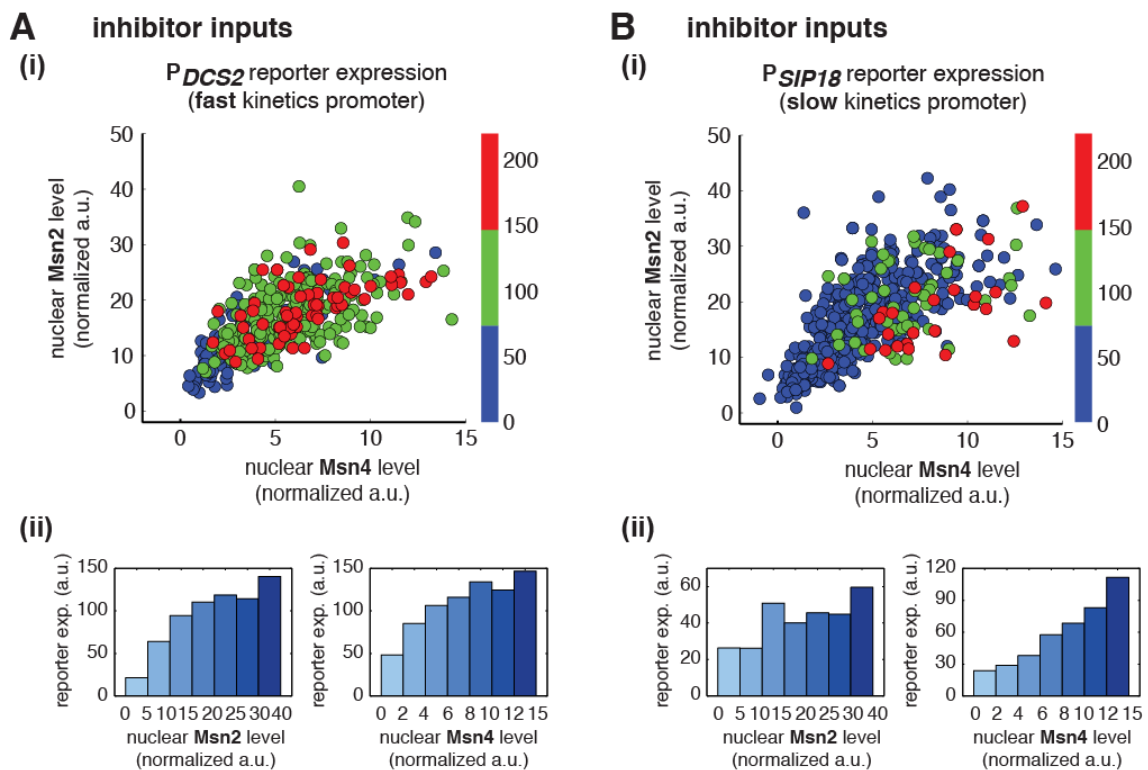 A inhibitor inputs
(i)
P DCS2 reporter expression
(fast kinetics promoter)
50
40
30
20
10
0
nuclear Msn2 level
(normalized a.u.)
0 5 10 15
nuclear Msn4 level
(normalized a.u.)
200
150
100
50
0
(ii)
reporter exp. (a.u.)
150
100
50
0
0 5 10 15 20 25 30 40
nuclear Msn2 level
(normalized a.u.)
reporter exp. (a.u.)
150
100
50
0
0 2 4 6 8 10 12 15
nuclear Msn4 level
(normalized a.u.)
B inhibitor inputs
(i)
P SIP18 reporter expression
(slow kinetics promoter)
50
40
30
20
10
0
nuclear Msn2 level
(normalized a.u.)
0 5 10 15
nuclear Msn4 level
(normalized a.u.)
200
150
100
50
0
(ii)
reporter exp. (a.u.)
60
40
20
0
0 5 10 15 20 25 30 40
nuclear Msn2 level
(normalized a.u.)
reporter exp. (a.u.)
120
90
60
30
0
0 2 4 6 8 10 12 15
nuclear Msn4 level
(normalized a.u.)